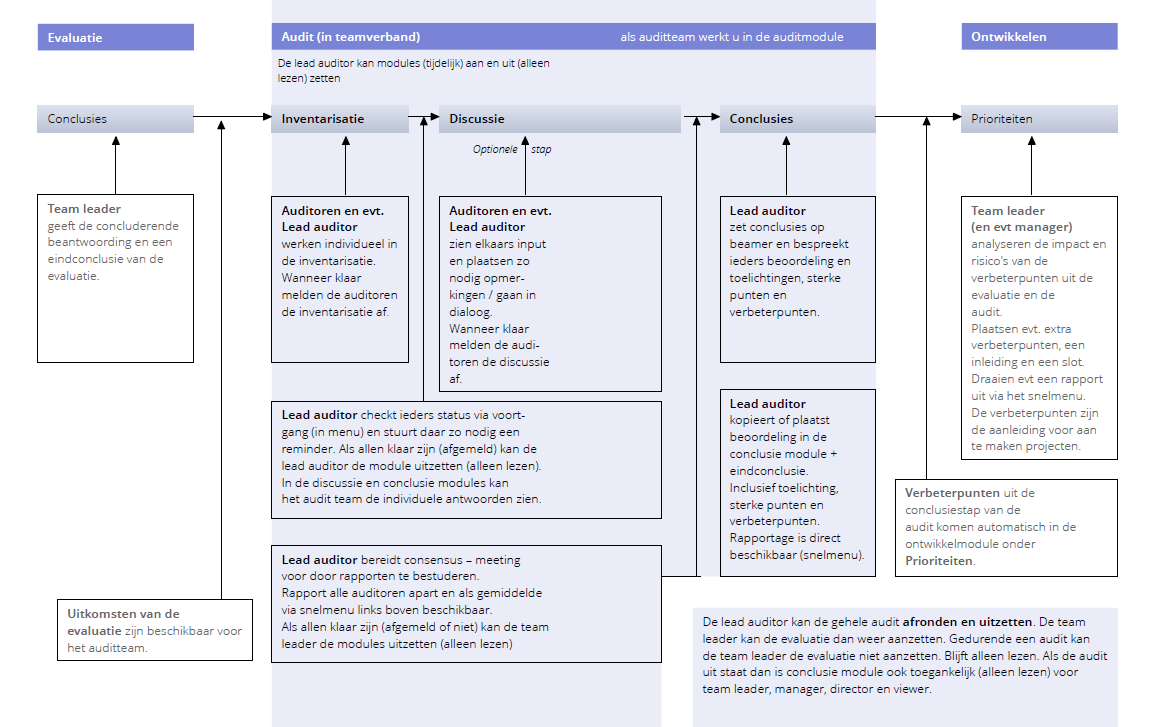 Evaluatie
Audit (in teamverband)
als auditteam werkt u in de auditmodule
Ontwikkelen
De lead auditor kan modules (tijdelijk) aan en uit (alleen
lezen) zetten
Conclusies
Inventarisatie
Discussie
Conclusies
Prioriteiten
Optionele stap
Team leader
geeft de concluderende
beantwoording en een
eindconclusie van de
evaluatie.
Auditoren en evt.
Lead auditor
werken individueel in
de inventarisatie.
Wanneer klaar
melden de auditoren
de inventarisatie af.
Auditoren en evt.
Lead auditor
zien elkaars input
en plaatsen zo
nodig opmer-
kingen / gaan in
dialoog.
Wanneer klaar
melden de audi-
toren de discussie
af.
Lead auditor
zet conclusies op
beamer en bespreekt
ieders beoordeling en
toelichtingen, sterke
punten en
verbeterpunten.
Team leader
(en evt manager)
analyseren de impact en
risico's van de
verbeterpunten uit de
evaluatie en de
audit.
Plaatsen evt. extra
verbeterpunten, een
inleiding en een slot.
Draaien evt een rapport
uit via het snelmenu.
De verbeterpunten zijn
de aanleiding voor aan
te maken projecten.
Lead auditor checkt ieders status via voort-
gang (in menu) en stuurt daar zo nodig een
reminder. Als allen klaar zijn (afgemeld) kan de
lead auditor de module uitzetten (alleen lezen).
In de discussie en conclusie modules kan
het audit team de individuele antwoorden zien.
Lead auditor
kopieert of plaatst
beoordeling in de
conclusie module +
eindconclusie.
Inclusief toelichting,
sterke punten en
verbeterpunten.
Rapportage is direct
beschikbaar (snelmenu).
Verbeterpunten uit de
conclusiestap van de
audit komen automatisch in de
ontwikkelmodule onder
Prioriteiten.
Lead auditor bereidt consensus – meeting
voor door rapporten te bestuderen.
Rapport alle auditoren apart en als gemiddelde
via snelmenu links boven beschikbaar.
Als allen klaar zijn (afgemeld of niet) kan de team
leader de modules uitzetten (alleen lezen)
Uitkomsten van de
evaluatie zijn beschikbaar voor
het auditteam.
De lead auditor kan de gehele audit afronden en uitzetten. De team
leader kan de evaluatie dan weer aanzetten. Gedurende een audit kan
de team leader de evaluatie niet aanzetten. Blijft alleen lezen. Als de audit
uit staat dan is conclusie module ook toegankelijk (alleen lezen) voor
team leader, manager, director en viewer.